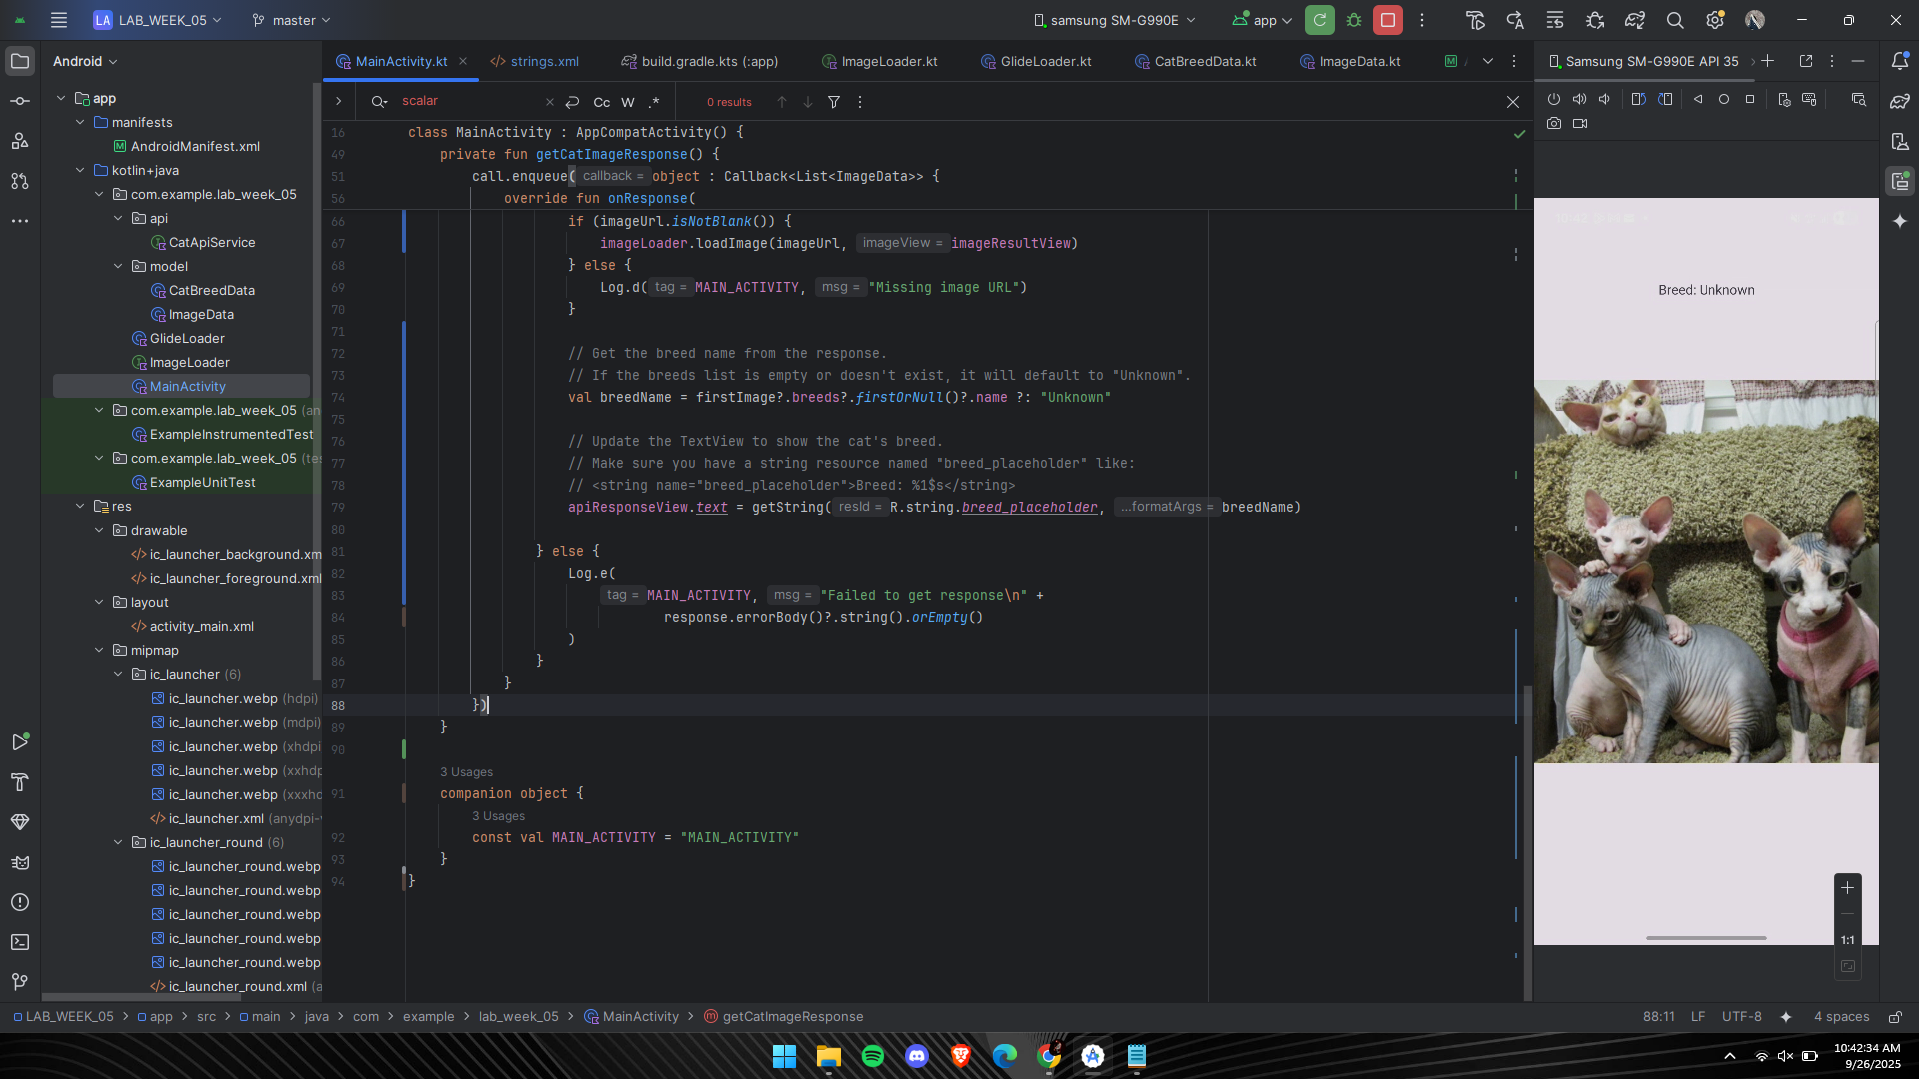 LA LAB_WEEK_05 master samsung SM-G990E app
Android
MainActivity.kt strings.xml build.gradle.kts (:app) ImageLoader.kt GlideLoader.kt CatBreedData.kt ImageData.kt
Samsung SM-G990E API 35
scalar Cc W .* 0 results
app
manifests
AndroidManifest.xml
kotlin+java
com.example.lab_week_05
api
CatApiService
model
CatBreedData
ImageData
GlideLoader
ImageLoader
MainActivity
com.example.lab_week_05 (an
ExampleInstrumentedTest
com.example.lab_week_05 (te
ExampleUnitTest
res
drawable
ic_launcher_background.xm
ic_launcher_foreground.xml
layout
activity_main.xml
mipmap
ic_launcher (6)
ic_launcher.webp (hdpi)
ic_launcher.webp (mdpi)
ic_launcher.webp (xhdpi
ic_launcher.webp (xxhdp
ic_launcher.webp (xxxhd
ic_launcher.xml (anydpi-v
ic_launcher_round (6)
ic_launcher_round.webp
ic_launcher_round.webp
ic_launcher_round.webp
ic_launcher_round.webp
ic_launcher_round.webp
ic_launcher_round.xml (a
16 class MainActivity : AppCompatActivity() {
49 private fun getCatImageResponse() {
51 call.enqueue( callback = object : Callback<List<ImageData>> {
56 override fun onResponse(
66 if (imageUrl.isNotBlank()) {
67 imageLoader.loadImage(imageUrl, imageView = imageResultView)
68 } else {
69 Log.d( tag = MAIN_ACTIVITY, msg = "Missing image URL")
70 }
71
72 // Get the breed name from the response.
73 // If the breeds list is empty or doesn't exist, it will default to "Unknown".
74 val breedName = firstImage?.breeds?.firstOrNull()?.name ?: "Unknown"
75
76 // Update the TextView to show the cat's breed.
77 // Make sure you have a string resource named "breed_placeholder" like:
78 // <string name="breed_placeholder">Breed: %1$s</string>
79 apiResponseView.text = getString( resId = R.string.breed_placeholder, ...formatArgs = breedName)
80
81 } else {
82 Log.e(
83 tag = MAIN_ACTIVITY, msg = "Failed to get response\n" +
84 response.errorBody()?.string().orEmpty()
85 )
86 }
87 }
88 })
89 }
90
3 Usages
91 companion object {
3 Usages
92 const val MAIN_ACTIVITY = "MAIN_ACTIVITY"
93 }
94 }
Breed: Unknown
1:1
LAB_WEEK_05 > app > src > main > java > com > example > lab_week_05 > MainActivity > getCatImageResponse
88:11 LF UTF-8 4 spaces
10:42:34 AM
9/26/2025